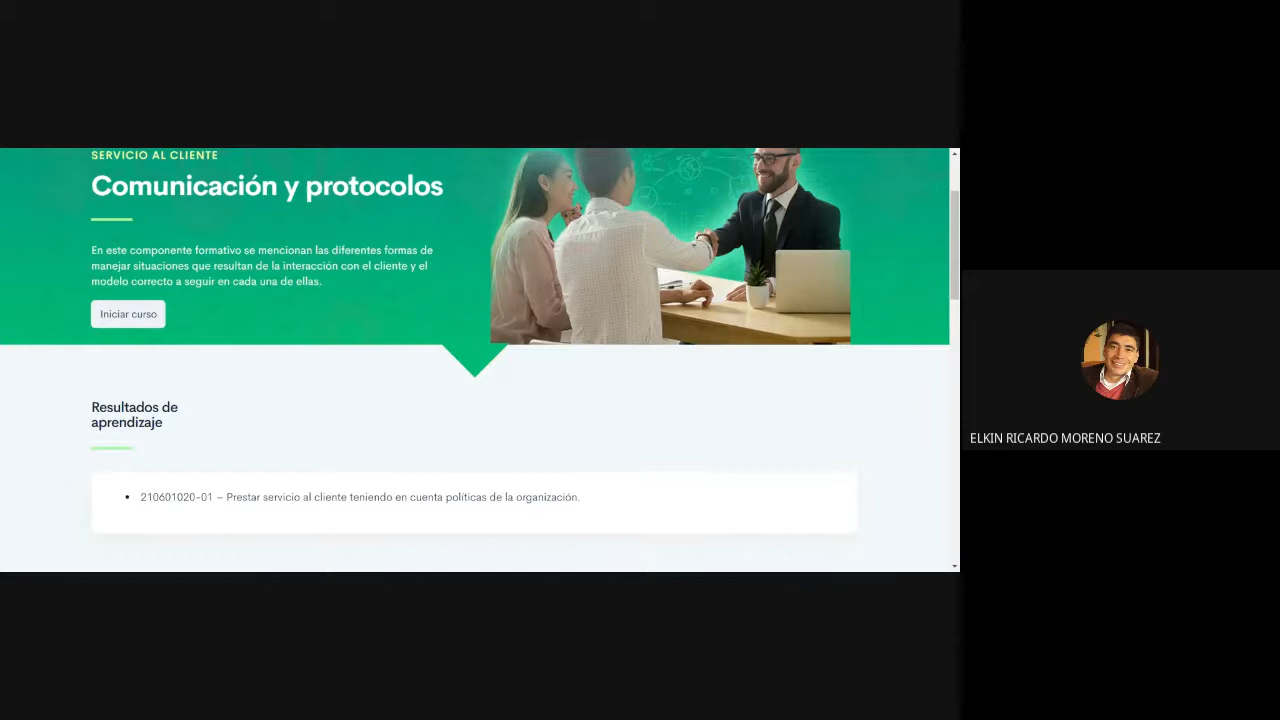 SERVICIO AL CLIENTE
Comunicación y protocolos
En este componente formativo se mencionan las diferentes formas de
manejar situaciones que resultan de la interacción con el cliente y el
modelo correcto a seguir en cada una de ellas.
Iniciar curso
Resultados de
aprendizaje
• 210601020-01 – Prestar servicio al cliente teniendo en cuenta políticas de la organización.
ELKIN RICARDO MORENO SUAREZ